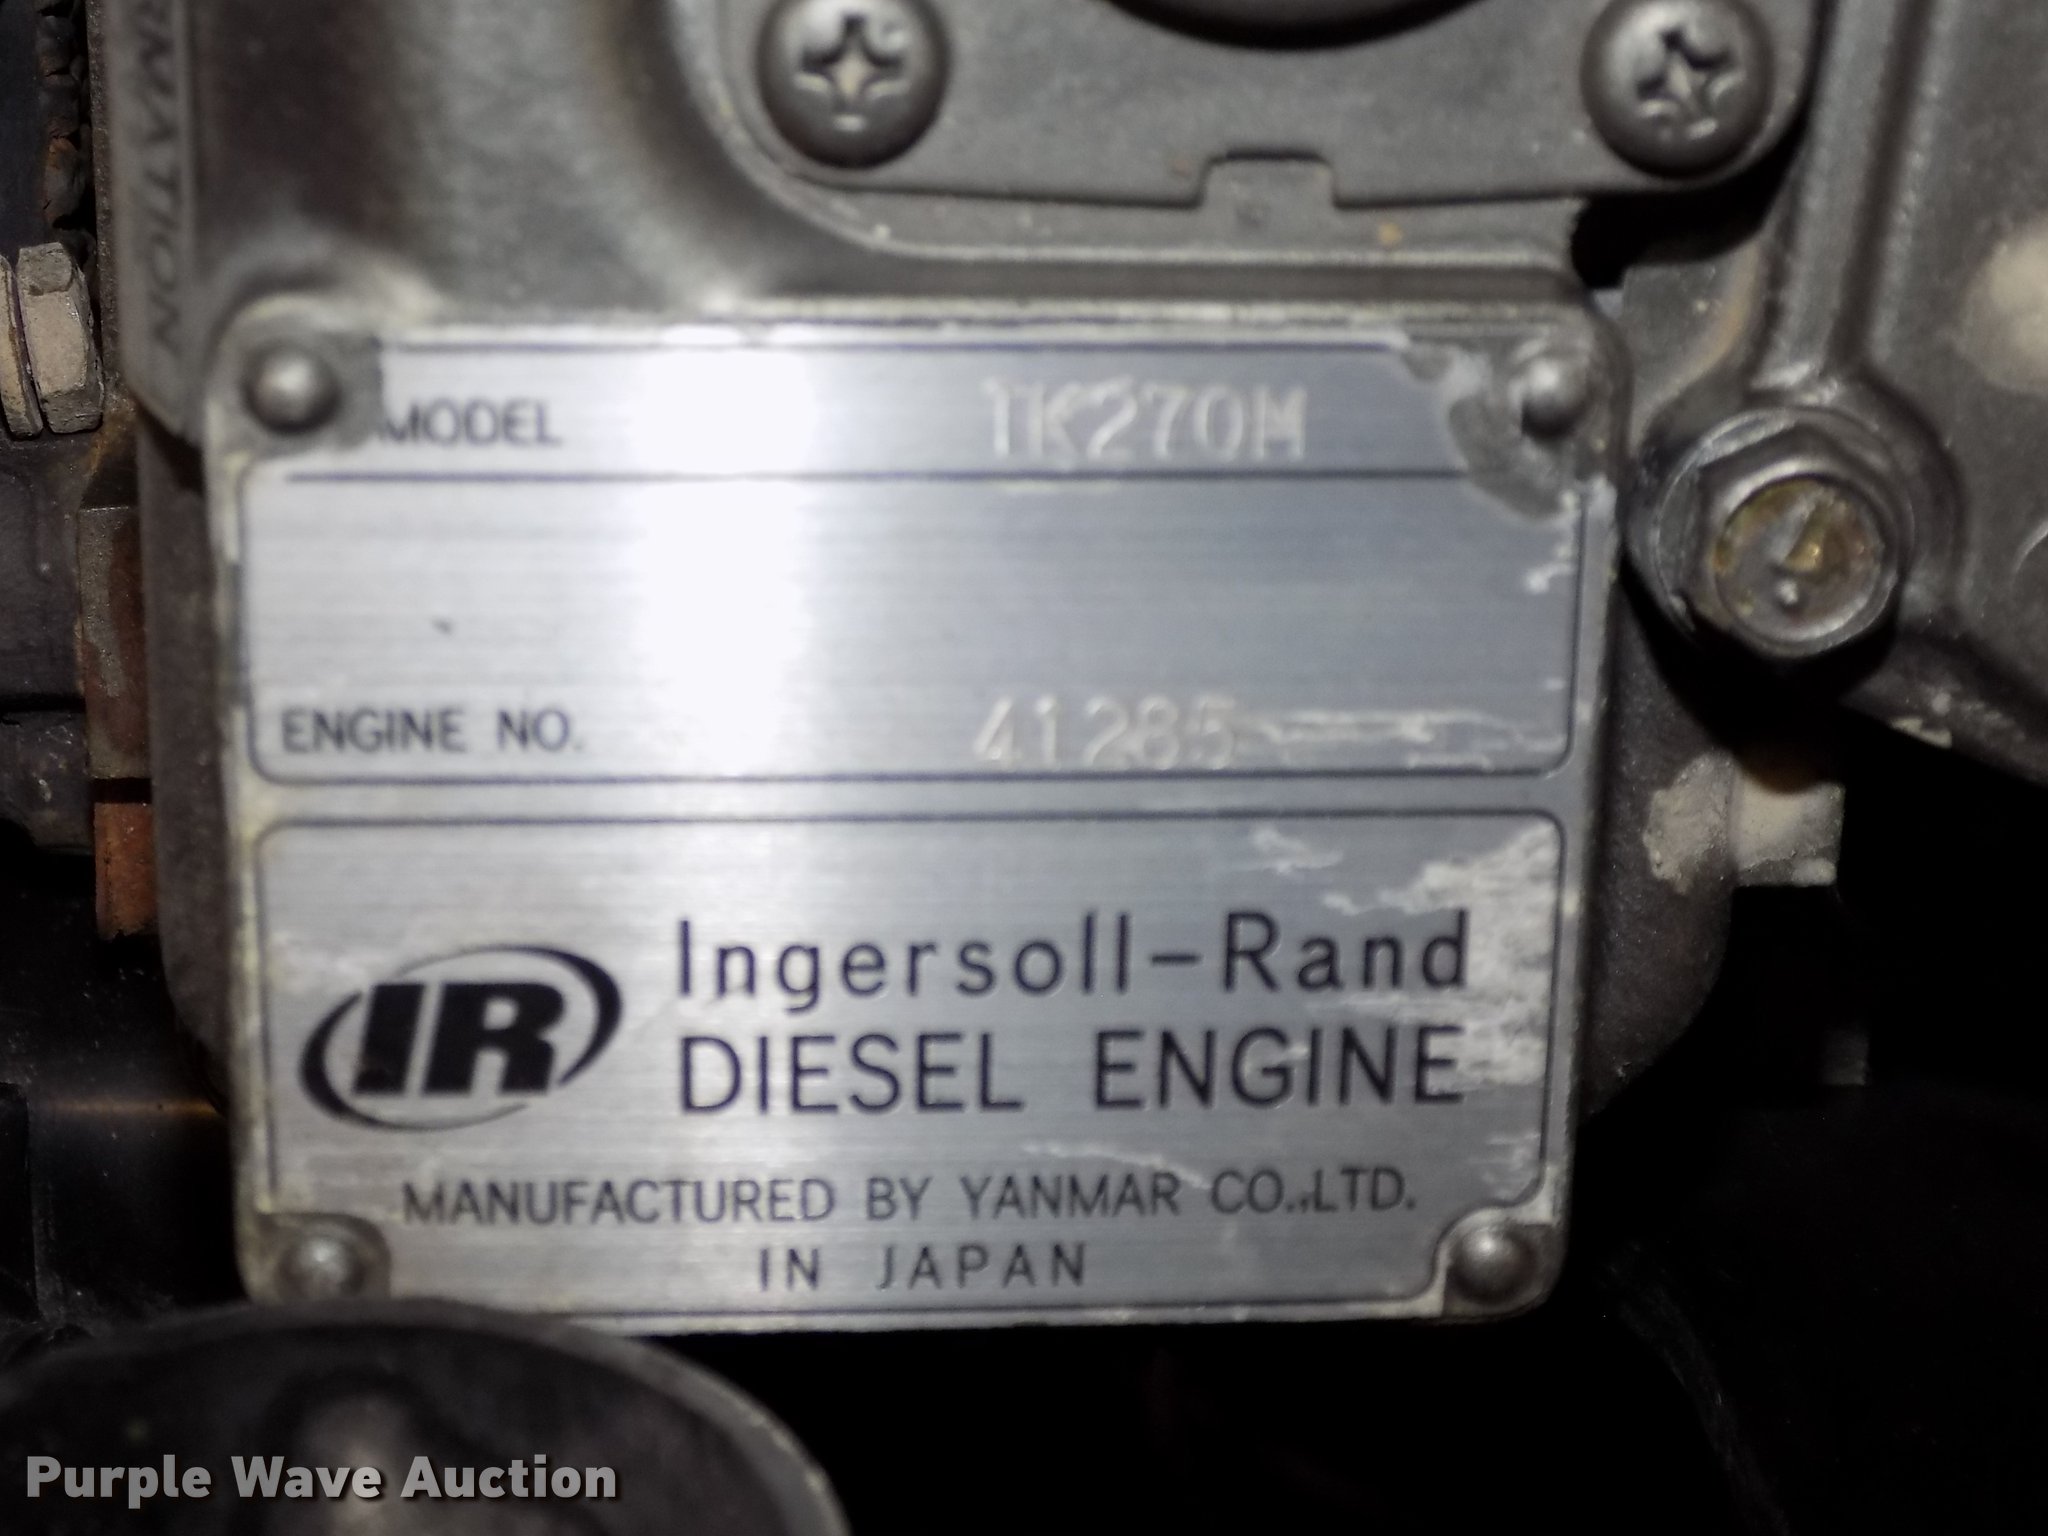 MODEL TK270M
ENGINE NO. 41285
IR
Ingersoll-Rand
DIESEL ENGINE
MANUFACTURED BY YANMAR CO.,LTD.
IN JAPAN
Purple Wave Auction